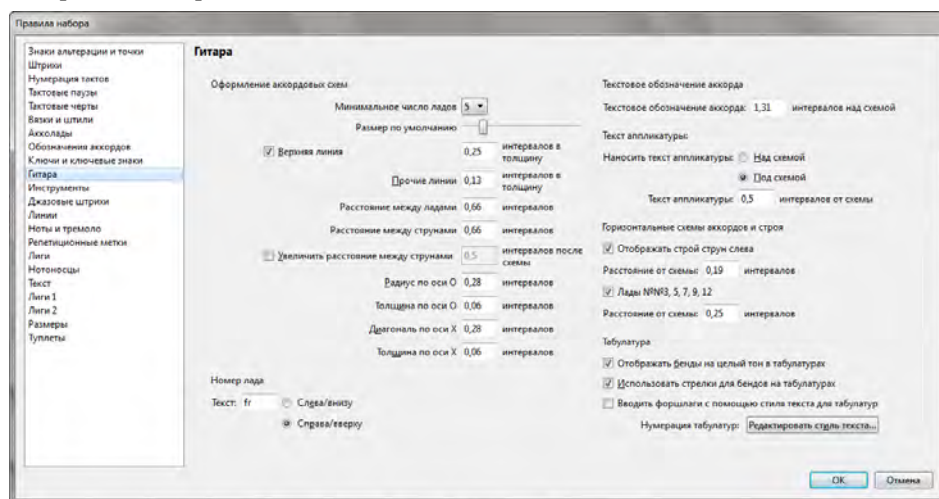 Правила набора
Знаки альтерации и точки
Штрихи
Нумерация тактов
Тактовые паузы
Тактовые черты
Вязки и штили
Акколады
Обозначения аккордов
Ключи и ключевые знаки
Гитара
Инструменты
Джазовые штрихи
Линии
Ноты и тремоло
Репетиционные метки
Лиги
Нотоносцы
Текст
Лиги 1
Лиги 2
Размеры
Туплеты
Гитара
Оформление аккордовых схем
Минимальное число ладов 5
Размер по умолчанию
Верхняя линия 0,25 интервалов в толщину
Прочие линии 0,13 интервалов в толщину
Расстояние между ладами 0,66 интервалов
Расстояние между струнами 0,66 интервалов
Увеличить расстояние между струнами 0,5 интервалов после схемы
Радиус по оси О 0,28 интервалов
Толщина по оси О 0,06 интервалов
Диагональ по оси X 0,28 интервалов
Толщина по оси X 0,06 интервалов
Номер лада
Текст: fr Слева/внизу
Справа/вверху
Текстовое обозначение аккорда
Текстовое обозначение аккорда: 1,31 интервалов над схемой
Текст аппликатуры:
Наносить текст аппликатуры: Над схемой
Под схемой
Текст аппликатуры: 0,5 интервалов от схемы
Горизонтальные схемы аккордов и строя
Отображать строй струн слева
Расстояние от схемы: 0,19 интервалов
Лады №№3, 5, 7, 9, 12
Расстояние от схемы: 0,25 интервалов
Табулатура
Отображать бенды на целый тон в табулатурах
Использовать стрелки для бендов на табулатурах
Вводить форшлаги с помощью стиля текста для табулатур
Нумерация табулатур: Редактировать стиль текста...
OK Отмена